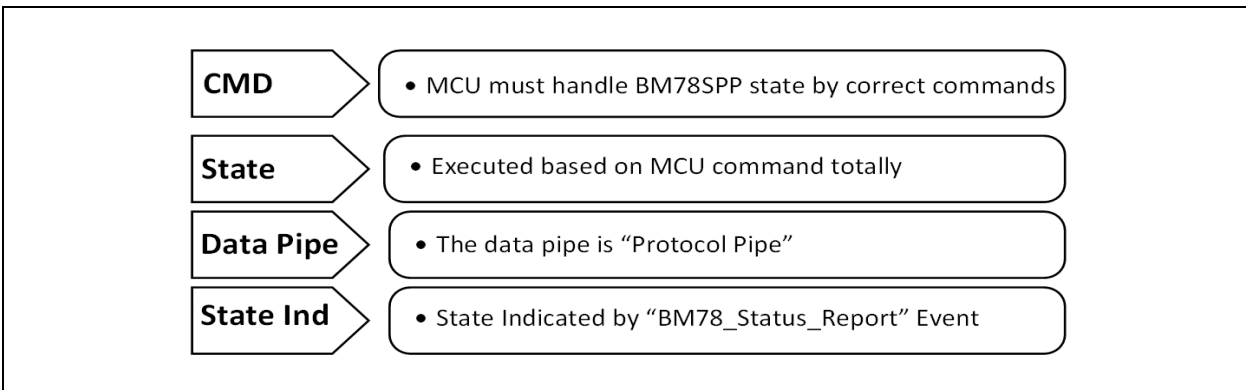 CMD
• MCU must handle BM78SPP state by correct commands
State
• Executed based on MCU command totally
Data Pipe
• The data pipe is “Protocol Pipe”
State Ind
• State Indicated by “BM78_Status_Report” Event